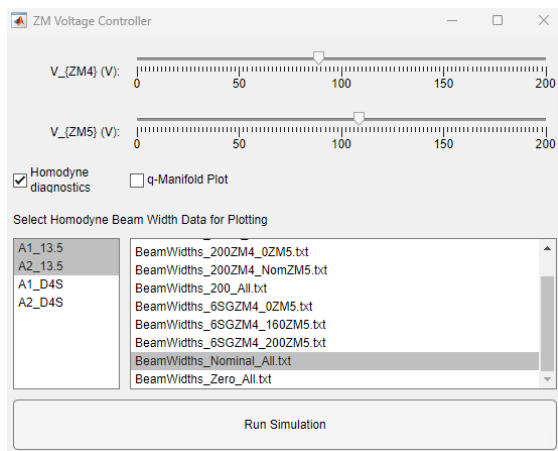 ZM Voltage Controller
V_{ZM4} (V):
0 50 100 150 200
V_{ZM5} (V):
0 50 100 150 200
Homodyne
diagnostics
q-Manifold Plot
Select Homodyne Beam Width Data for Plotting
A1_13.5
A2_13.5
A1_D4S
A2_D4S
BeamWidths_200ZM4_0ZM5.txt
BeamWidths_200ZM4_NomZM5.txt
BeamWidths_200_All.txt
BeamWidths_6SGZM4_0ZM5.txt
BeamWidths_6SGZM4_160ZM5.txt
BeamWidths_6SGZM4_200ZM5.txt
BeamWidths_Nominal_All.txt
BeamWidths_Zero_All.txt
Run Simulation